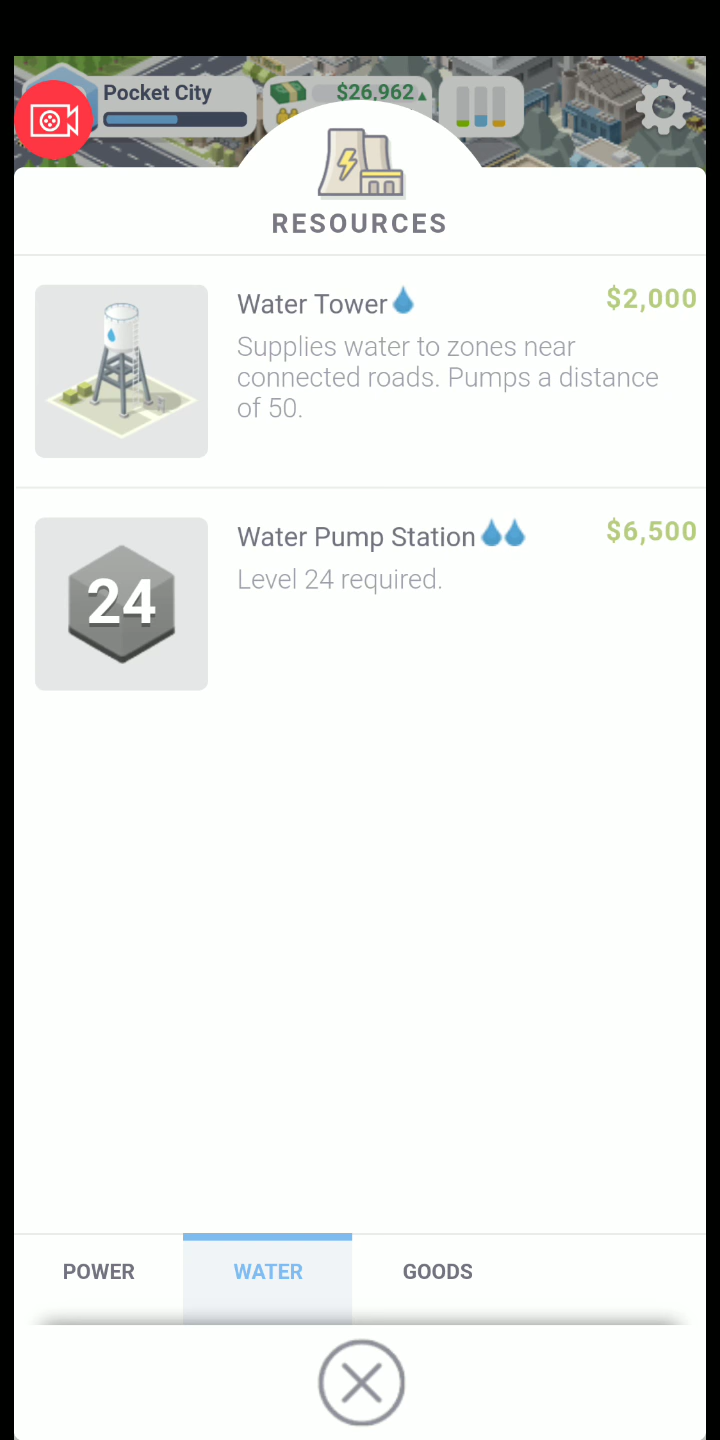 Pocket City
$26,962
RESOURCES
Water Tower
$2,000
Supplies water to zones near
connected roads. Pumps a distance
of 50.
24
Water Pump Station
$6,500
Level 24 required.
POWER
WATER
GOODS